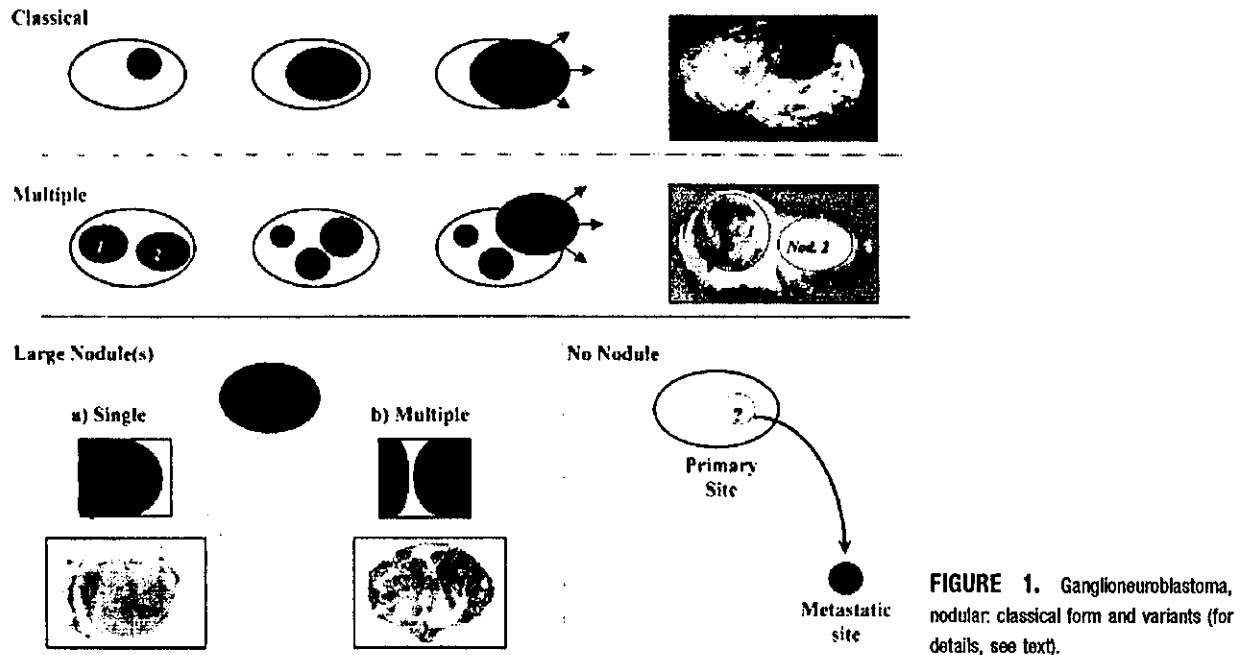 Classical
Multiple
1
2
Nod. 2
Large Nodule(s)
a) Single
b) Multiple
No Nodule
?
Primary
Site
Metastatic
site
FIGURE 1. Ganglioneuroblastoma,
nodular: classical form and variants (for
details, see text).